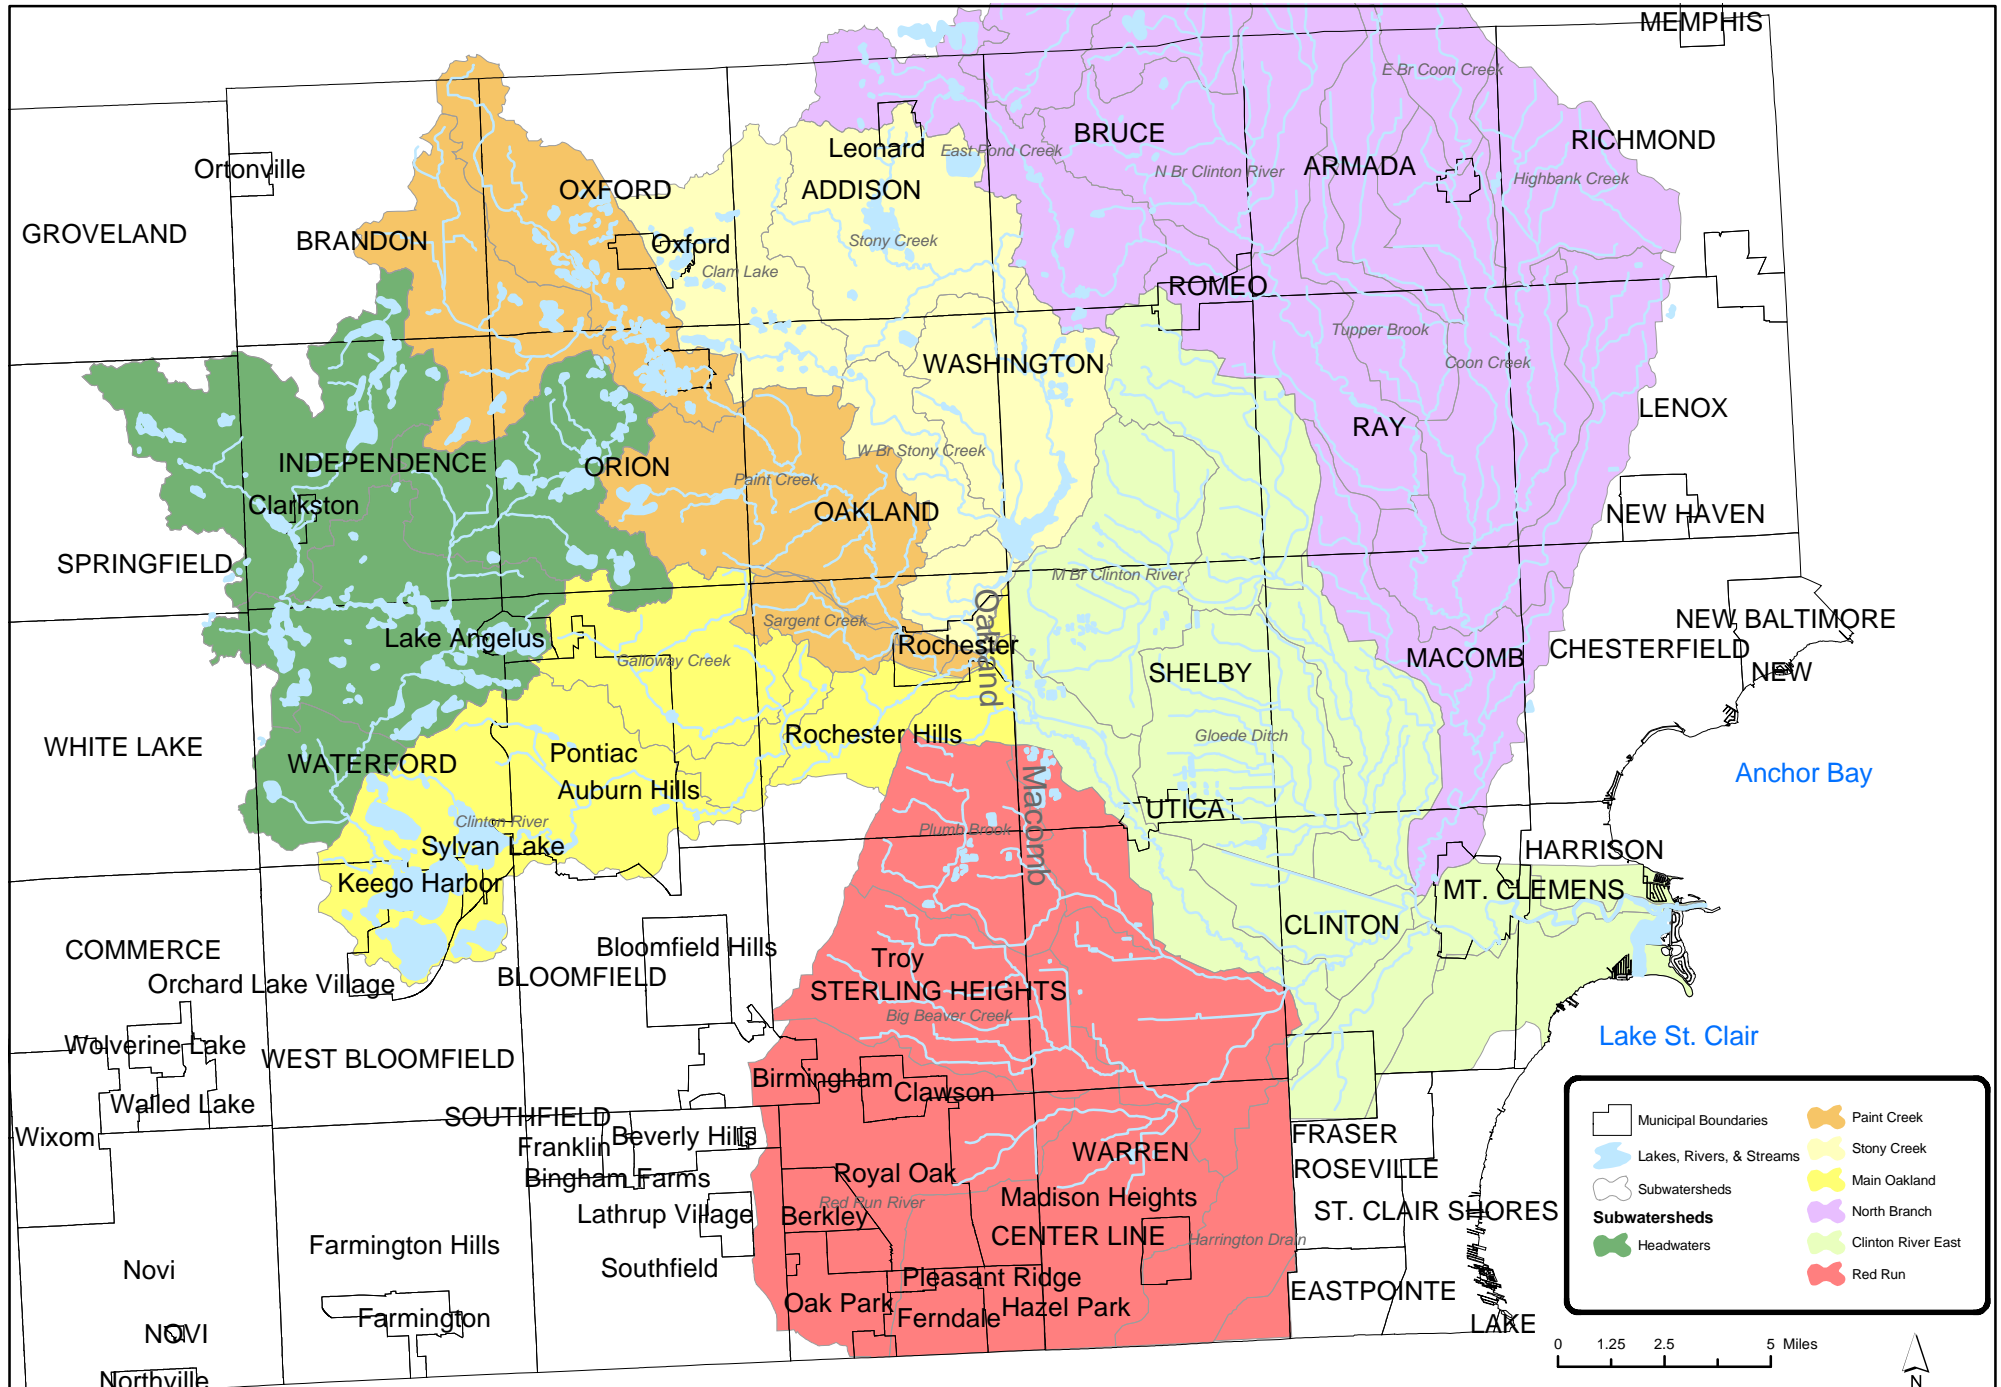 MEMPHIS
E Br Coon Creek
BRUCE
RICHMOND
Leonard
East Pond Creek
Ortonville
N Br Clinton River
ARMADA
Highbank Creek
OXFORD
ADDISON
GROVELAND
BRANDON
Oxford
Stony Creek
Clam Lake
ROMEO
Tupper Brook
WASHINGTON
Coon Creek
LENOX
RAY
W Br Stony Creek
INDEPENDENCE
ORION
Paint Creek
Clarkston
OAKLAND
NEW HAVEN
SPRINGFIELD
M Br Clinton River
Oakland
Sargent Creek
NEW BALTIMORE
Lake Angelus
Rochester
CHESTERFIELD
Galloway Creek
MACOMB
SHELBY
NEW
WHITE LAKE
Rochester Hills
Gloede Ditch
Pontiac
WATERFORD
Anchor Bay
Auburn Hills
Macomb
UTICA
Clinton River
Plumb Brook
Sylvan Lake
HARRISON
Keego Harbor
MT. CLEMENS
CLINTON
COMMERCE
Bloomfield Hills
Troy
Orchard Lake Village
BLOOMFIELD
STERLING HEIGHTS
Big Beaver Creek
Lake St. Clair
Wolverine Lake
WEST BLOOMFIELD
Birmingham
Clawson
Walled Lake
SOUTHFIELD
Wixom
Franklin
Beverly Hills
FRASER
WARREN
ROSEVILLE
Bingham Farms
Royal Oak
Madison Heights
Red Run River
Lathrup Village
Berkley
ST. CLAIR SHORES
CENTER LINE
Harrington Drain
Farmington Hills
Novi
Southfield
Pleasant Ridge
EASTPOINTE
Oak Park
Hazel Park
Farmington
Ferndale
LAKE
NOVI
Northville
Municipal Boundaries
Lakes, Rivers, & Streams
Subwatersheds
Subwatersheds
Headwaters
Paint Creek
Stony Creek
Main Oakland
North Branch
Clinton River East
Red Run
0 1.25 2.5 5 Miles
N